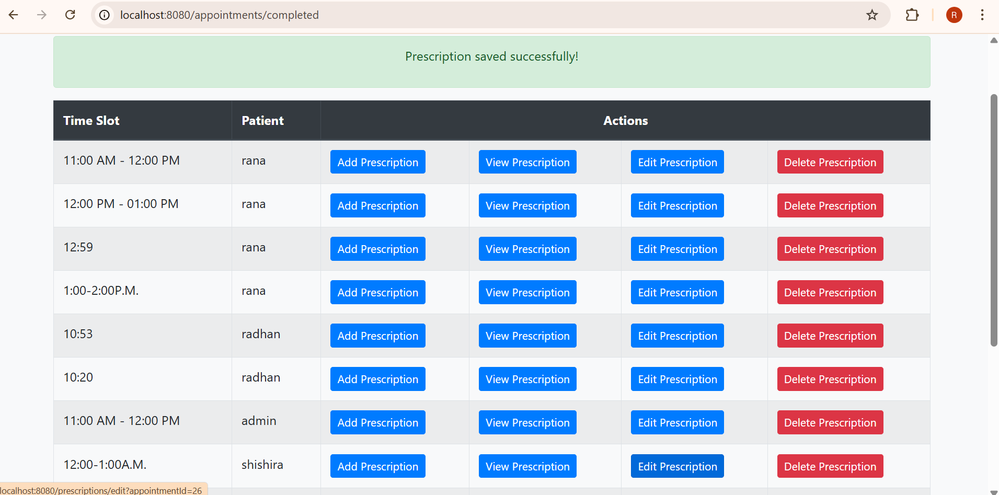 localhost:8080/appointments/completed
R
Prescription saved successfully!
Time Slot Patient Actions
11:00 AM - 12:00 PM rana Add Prescription View Prescription Edit Prescription Delete Prescription
12:00 PM - 01:00 PM rana Add Prescription View Prescription Edit Prescription Delete Prescription
12:59 rana Add Prescription View Prescription Edit Prescription Delete Prescription
1:00-2:00P.M. rana Add Prescription View Prescription Edit Prescription Delete Prescription
10:53 radhan Add Prescription View Prescription Edit Prescription Delete Prescription
10:20 radhan Add Prescription View Prescription Edit Prescription Delete Prescription
11:00 AM - 12:00 PM admin Add Prescription View Prescription Edit Prescription Delete Prescription
12:00-1:00A.M. shishira Add Prescription View Prescription Edit Prescription Delete Prescription
localhost:8080/prescriptions/edit?appointmentId=26